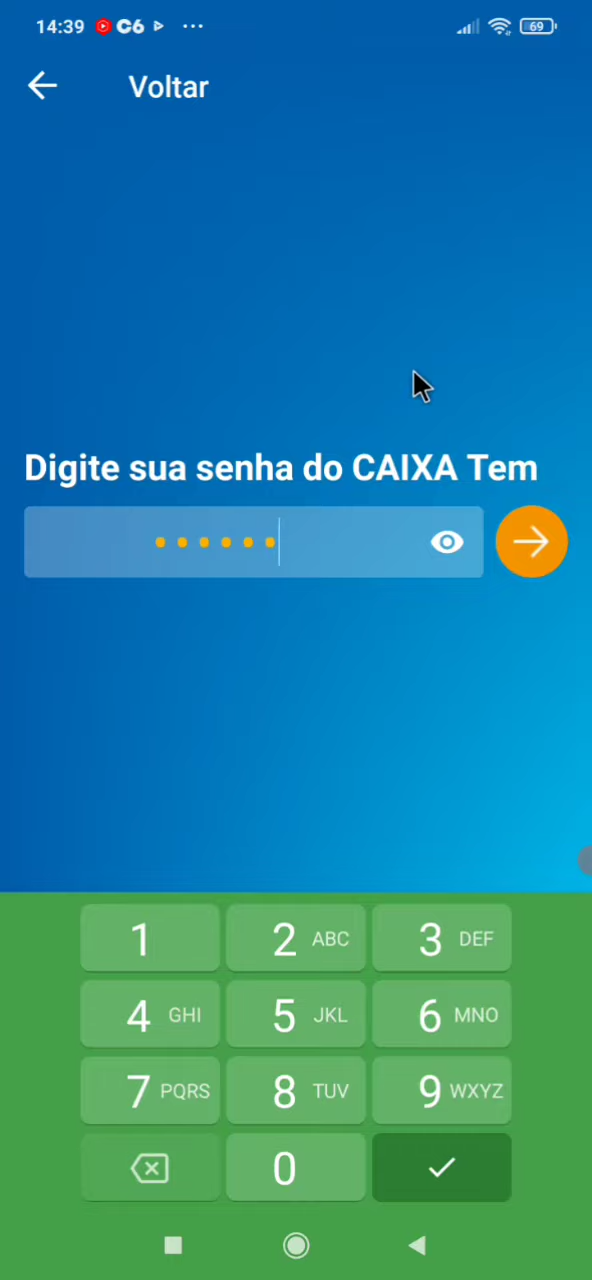 14:39 C6 ... 69
Voltar
Digite sua senha do CAIXA Tem
1 2 ABC 3 DEF
4 GHI 5 JKL 6 MNO
7 PQRS 8 TUV 9 WXYZ
0